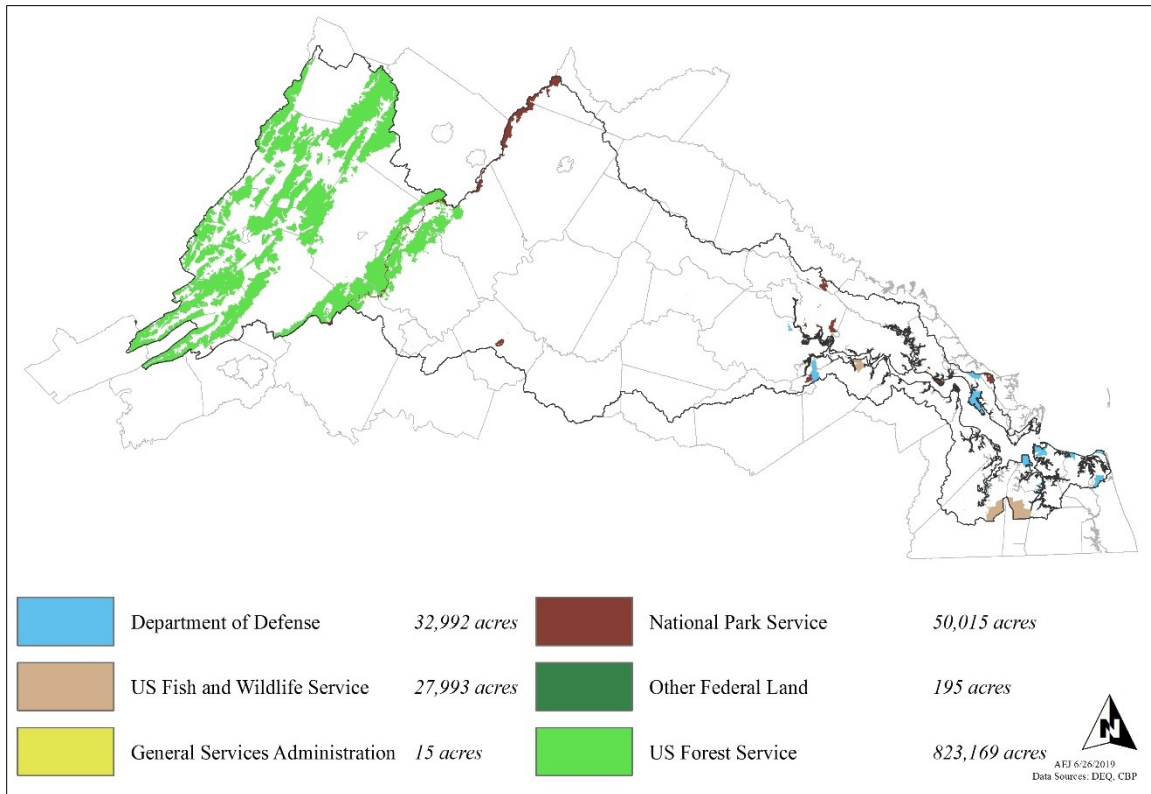 Department of Defense 32,992 acres
National Park Service 50,015 acres
US Fish and Wildlife Service 27,993 acres
Other Federal Land 195 acres
General Services Administration 15 acres
US Forest Service 823,169 acres
N
AEJ 6/26/2019
Data Sources: DEQ, CBP